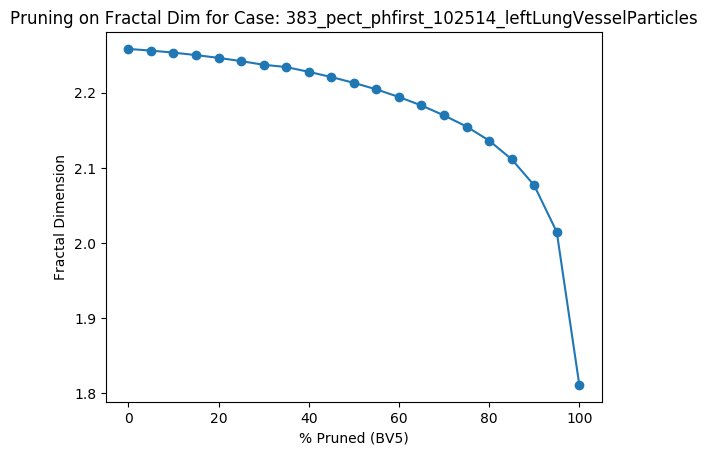 Pruning on Fractal Dim for Case: 383_pect_phfirst_102514_leftLungVesselParticles
Fractal Dimension
2.2
2.1
2.0
1.9
1.8
0 20 40 60 80 100
% Pruned (BV5)